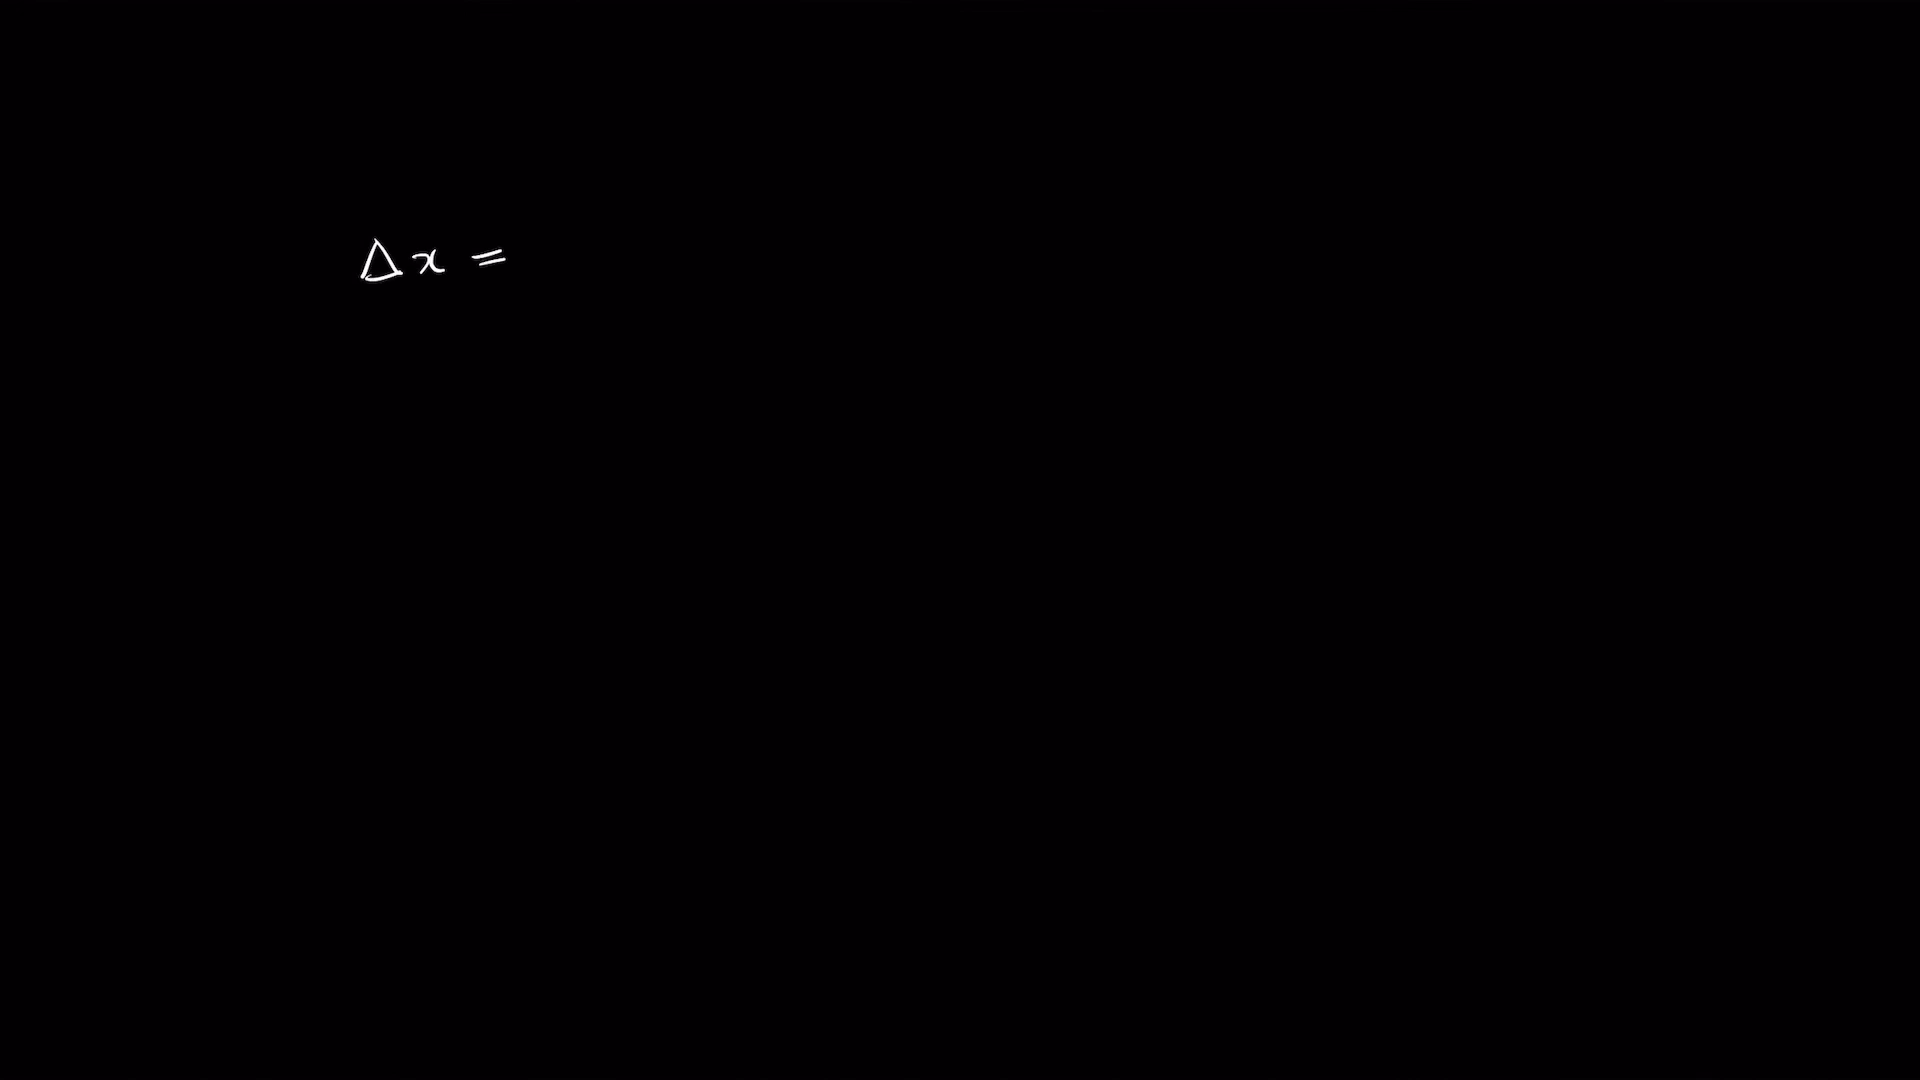 Δx =